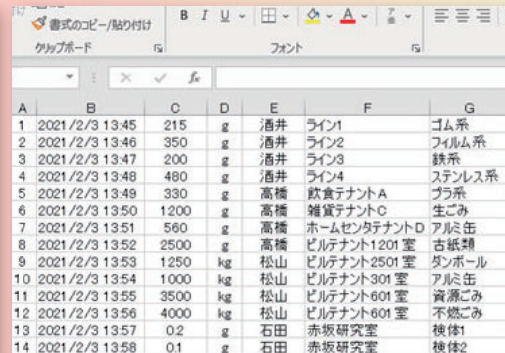 書式のコピー/貼り付け
B I U A
クリップボード フォント
fx
A B C D E F G
1 2021/2/3 13:45 215 g 酒井 ライン1 ゴム系
2 2021/2/3 13:46 350 g 酒井 ライン2 フィルム系
3 2021/2/3 13:47 200 g 酒井 ライン3 鉄系
4 2021/2/3 13:48 480 g 酒井 ライン4 ステンレス系
5 2021/2/3 13:49 330 g 高橋 飲食テナントA プラ系
6 2021/2/3 13:50 1200 g 高橋 雑貨テナントC 生ごみ
7 2021/2/3 13:51 560 g 高橋 ホームセンタテナントD アルミ缶
8 2021/2/3 13:52 2500 g 高橋 ビルテナント1201室 古紙類
9 2021/2/3 13:53 1250 kg 松山 ビルテナント2501室 ダンボール
10 2021/2/3 13:54 1000 kg 松山 ビルテナント301室 アルミ缶
11 2021/2/3 13:55 3500 kg 松山 ビルテナント601室 資源ごみ
12 2021/2/3 13:56 4000 kg 松山 ビルテナント601室 不燃ごみ
13 2021/2/3 13:57 0.2 g 石田 赤坂研究室 検体1
14 2021/2/3 13:58 0.1 g 石田 赤坂研究室 検体2